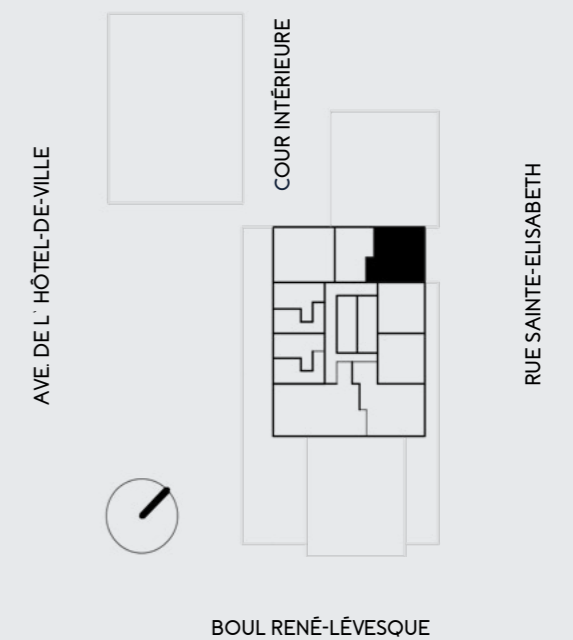 COUR INTÉRIEURE
AVE. DE L` HÔTEL-DE-VILLE
RUE SAINTE-ELISABETH
BOUL RENÉ-LÉVESQUE